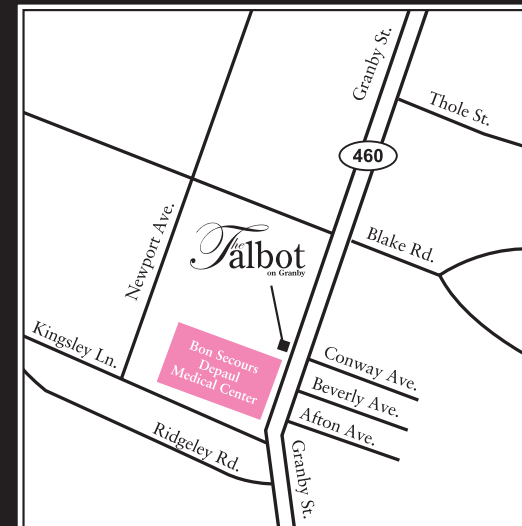 Granby St.
Thole St.
460
Newport Ave.
The Talbot
on Granby
Blake Rd.
Kingsley Ln.
Bon Secours
Depaul
Medical Center
Conway Ave.
Beverly Ave.
Afton Ave.
Ridgeley Rd.
Granby St.